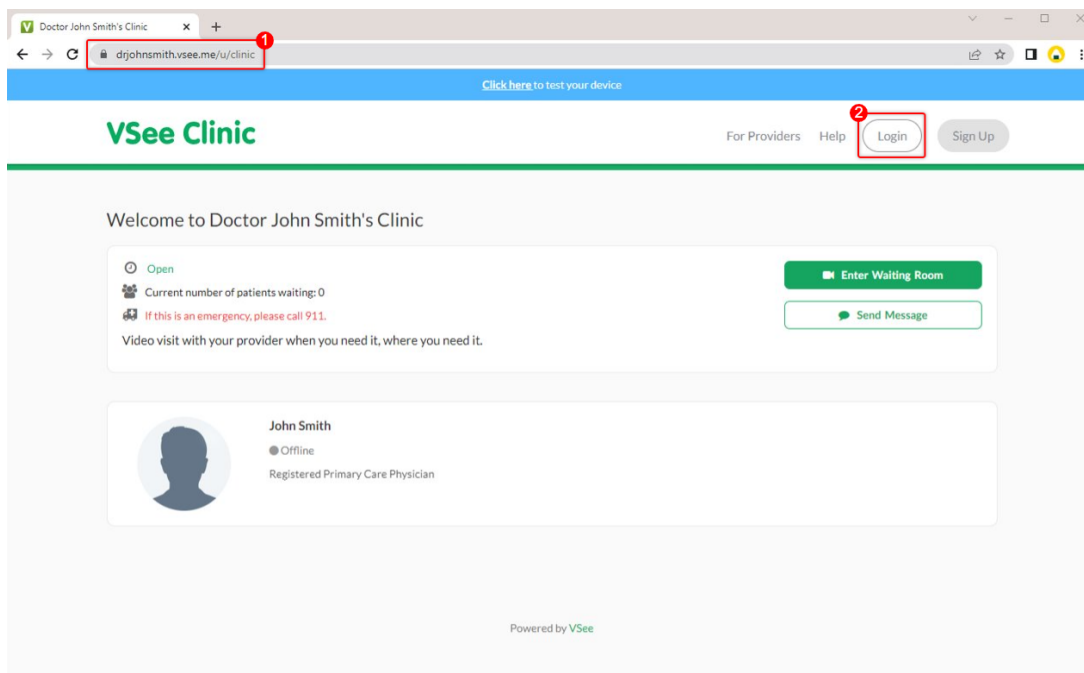 Doctor John Smith's Clinic
1
drjohnsmith.vsee.me/u/clinic
Click here to test your device
2
VSee Clinic For Providers Help Login Sign Up
Welcome to Doctor John Smith's Clinic
Open
Enter Waiting Room
Current number of patients waiting: 0
If this is an emergency, please call 911.
Send Message
Video visit with your provider when you need it, where you need it.
John Smith
Offline
Registered Primary Care Physician
Powered by VSee